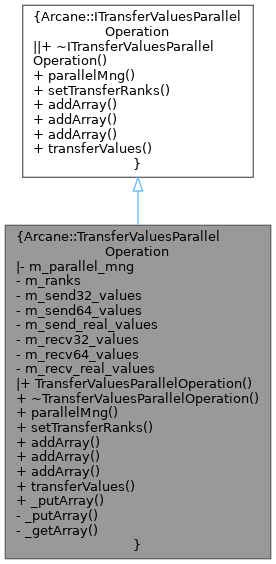 {Arcane::ITransferValuesParallel
Operation
||+ ~ITransferValuesParallel
Operation()
+ parallelMng()
+ setTransferRanks()
+ addArray()
+ addArray()
+ addArray()
+ transferValues()
}
{Arcane::TransferValuesParallel
Operation
|- m_parallel_mng
- m_ranks
- m_send32_values
- m_send64_values
- m_send_real_values
- m_recv32_values
- m_recv64_values
- m_recv_real_values
|+ TransferValuesParallelOperation()
+ ~TransferValuesParallelOperation()
+ parallelMng()
+ setTransferRanks()
+ addArray()
+ addArray()
+ addArray()
+ transferValues()
+ _putArray()
- _putArray()
- _getArray()
}